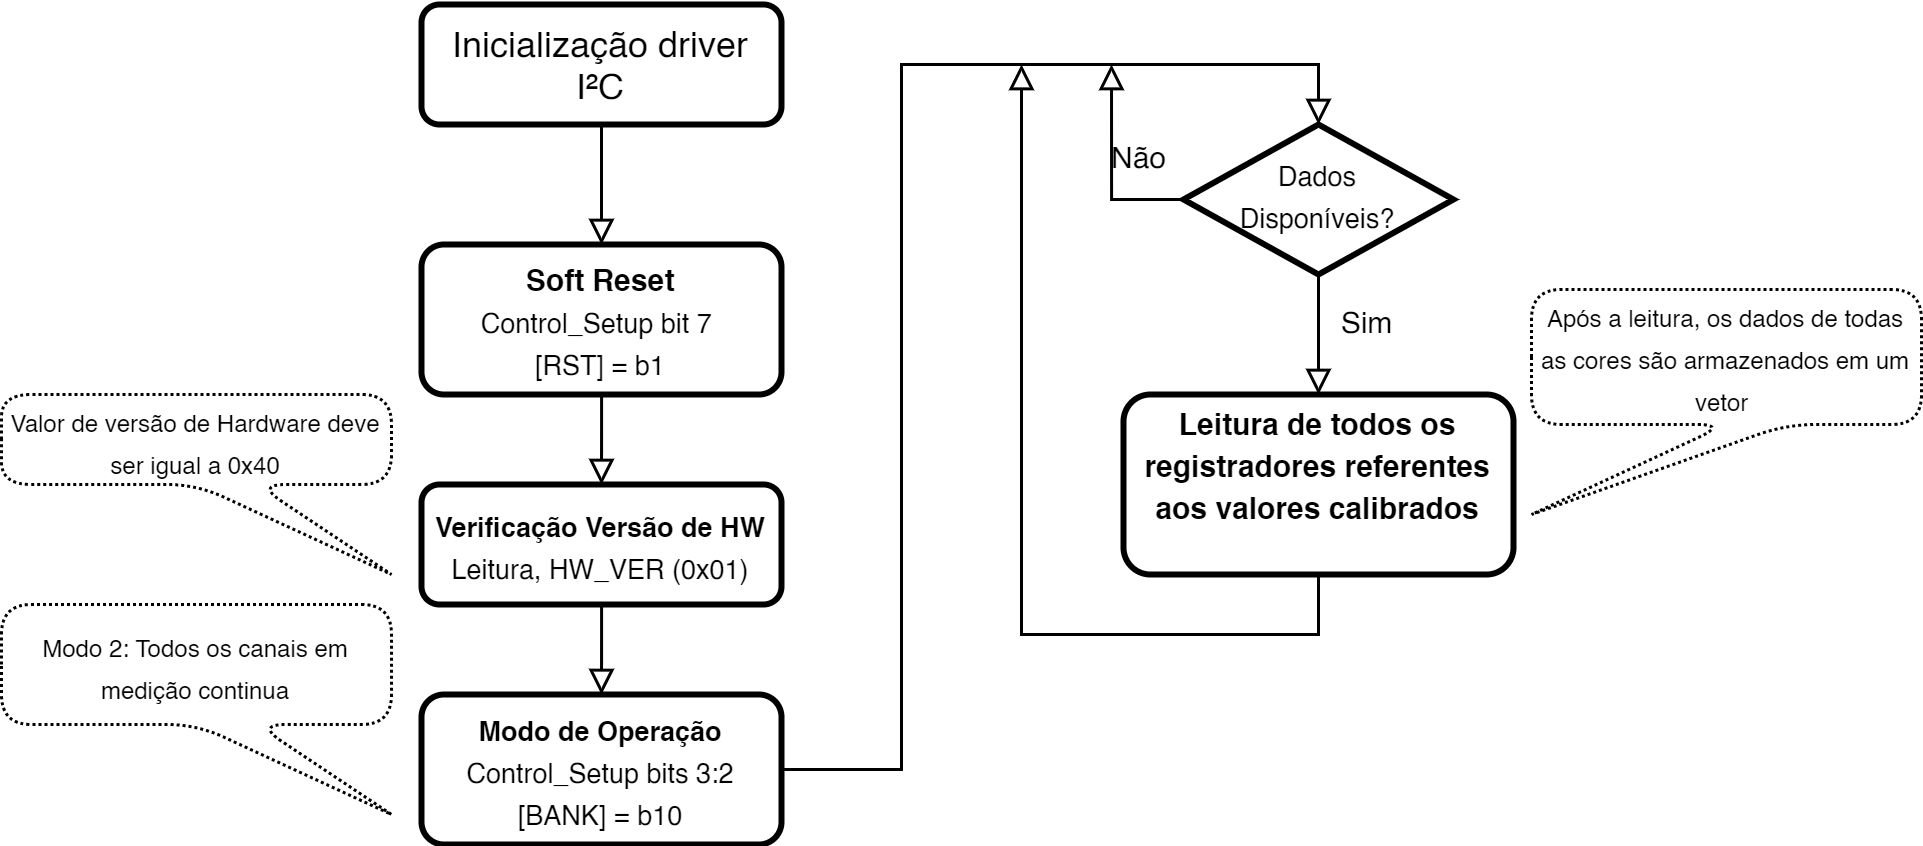 Inicialização driver
I²C
Soft Reset
Control_Setup bit 7
[RST] = b1
Valor de versão de Hardware deve
ser igual a 0x40
Verificação Versão de HW
Leitura, HW_VER (0x01)
Modo 2: Todos os canais em
medição continua
Modo de Operação
Control_Setup bits 3:2
[BANK] = b10
Dados
Disponíveis?
Não
Sim
Leitura de todos os
registradores referentes
aos valores calibrados
Após a leitura, os dados de todas
as cores são armazenados em um
vetor